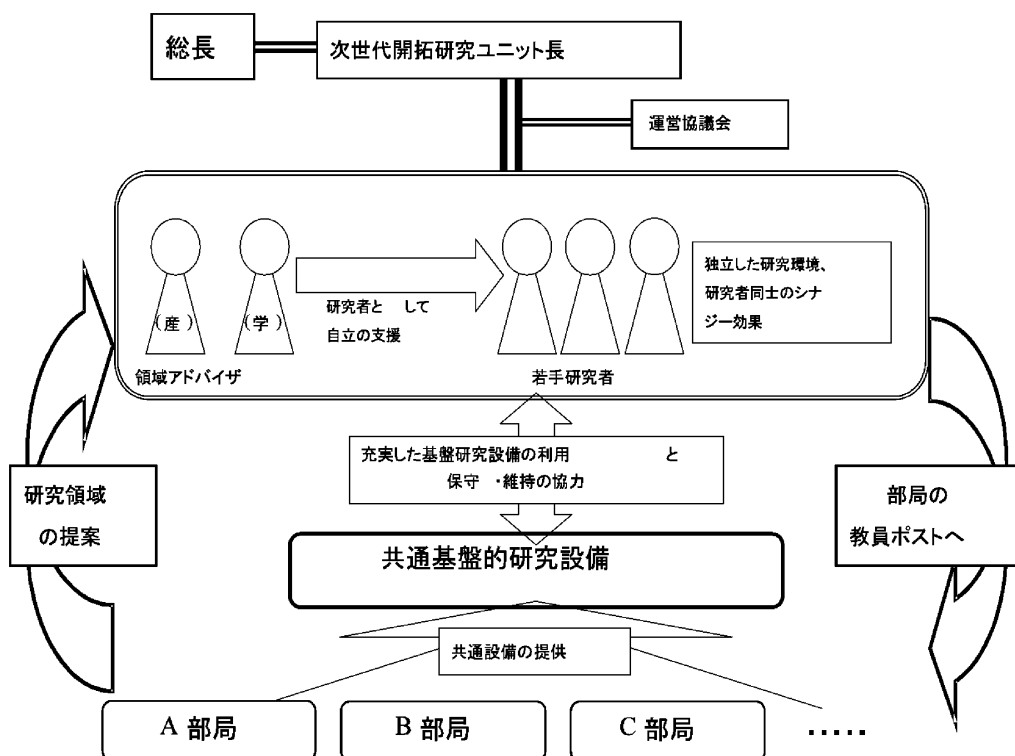 総長
次世代開拓研究ユニット長
運営協議会
(産)
(学)
研究者と して
自立の支援
独立した研究環境、
研究者同士のシナ
ジー効果
領域アドバイザ
若手研究者
充実した基盤研究設備の利用 と
保守 ・維持の協力
研究領域
の提案
部局の
教員ポストへ
共通基盤的研究設備
共通設備の提供
A 部局
B 部局
C 部局
・・・・・